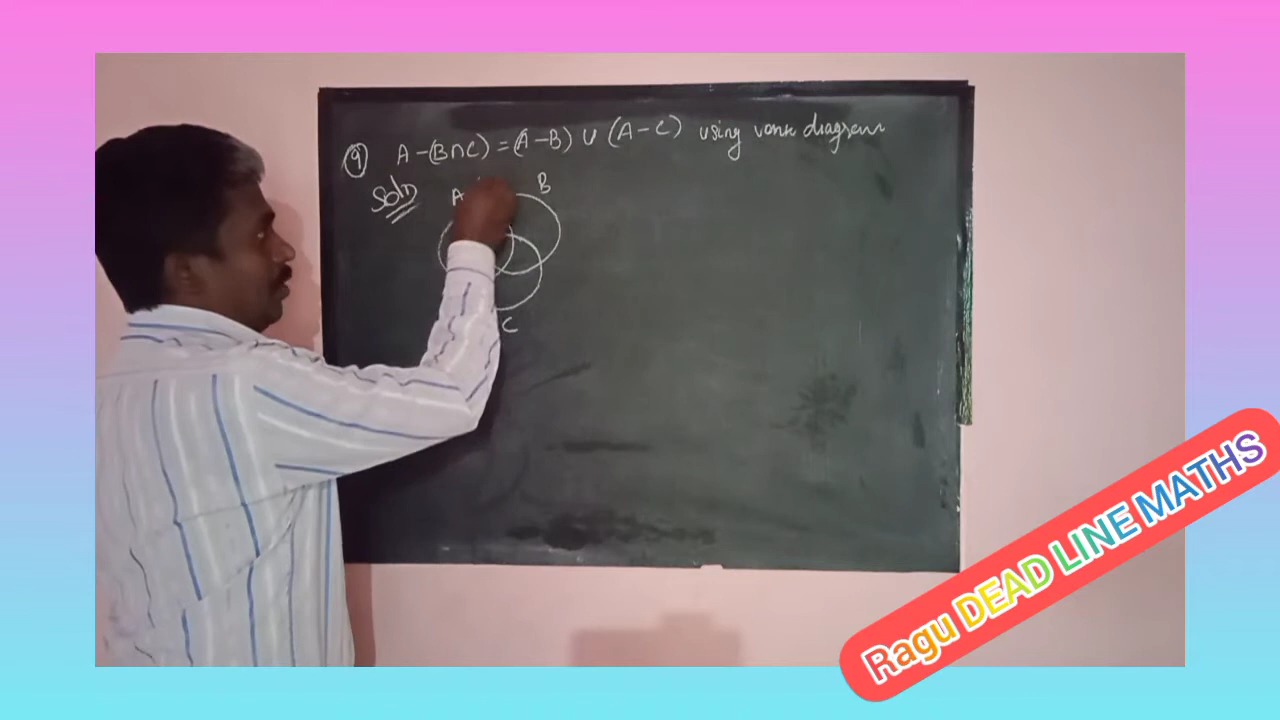 9 A-(B∩C)=(A-B) ∪ (A-C) using venn diagram
Soln
A
B
C
Ragu DEAD LINE MATHS